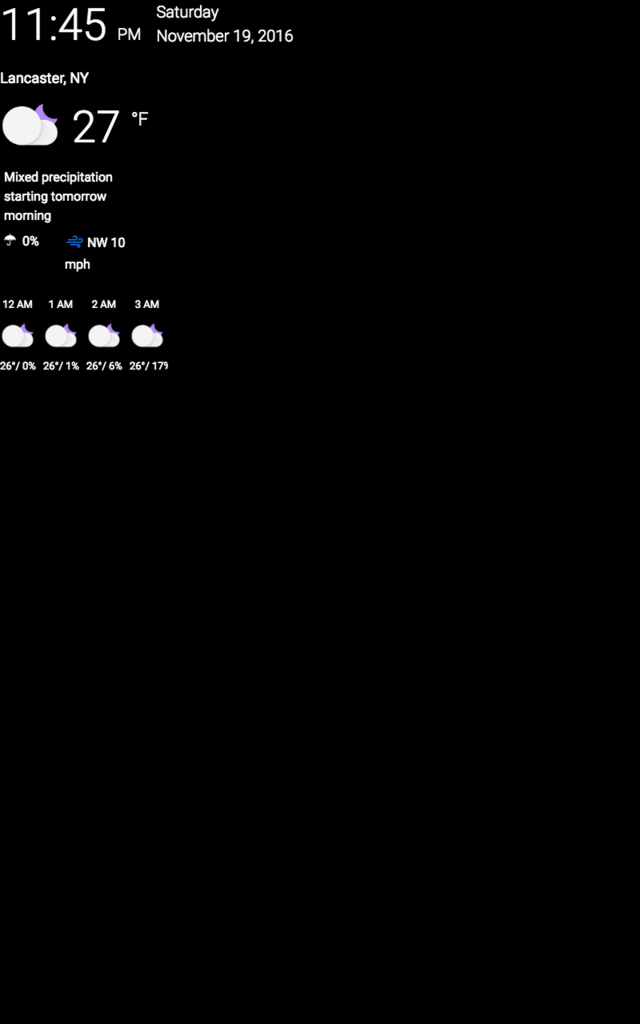 11:45 PM
Saturday
November 19, 2016
Lancaster, NY
27 °F
Mixed precipitation
starting tomorrow
morning
0%
NW 10
mph
12 AM 1 AM 2 AM 3 AM
26°/ 0% 26°/ 1% 26°/ 6% 26°/ 17